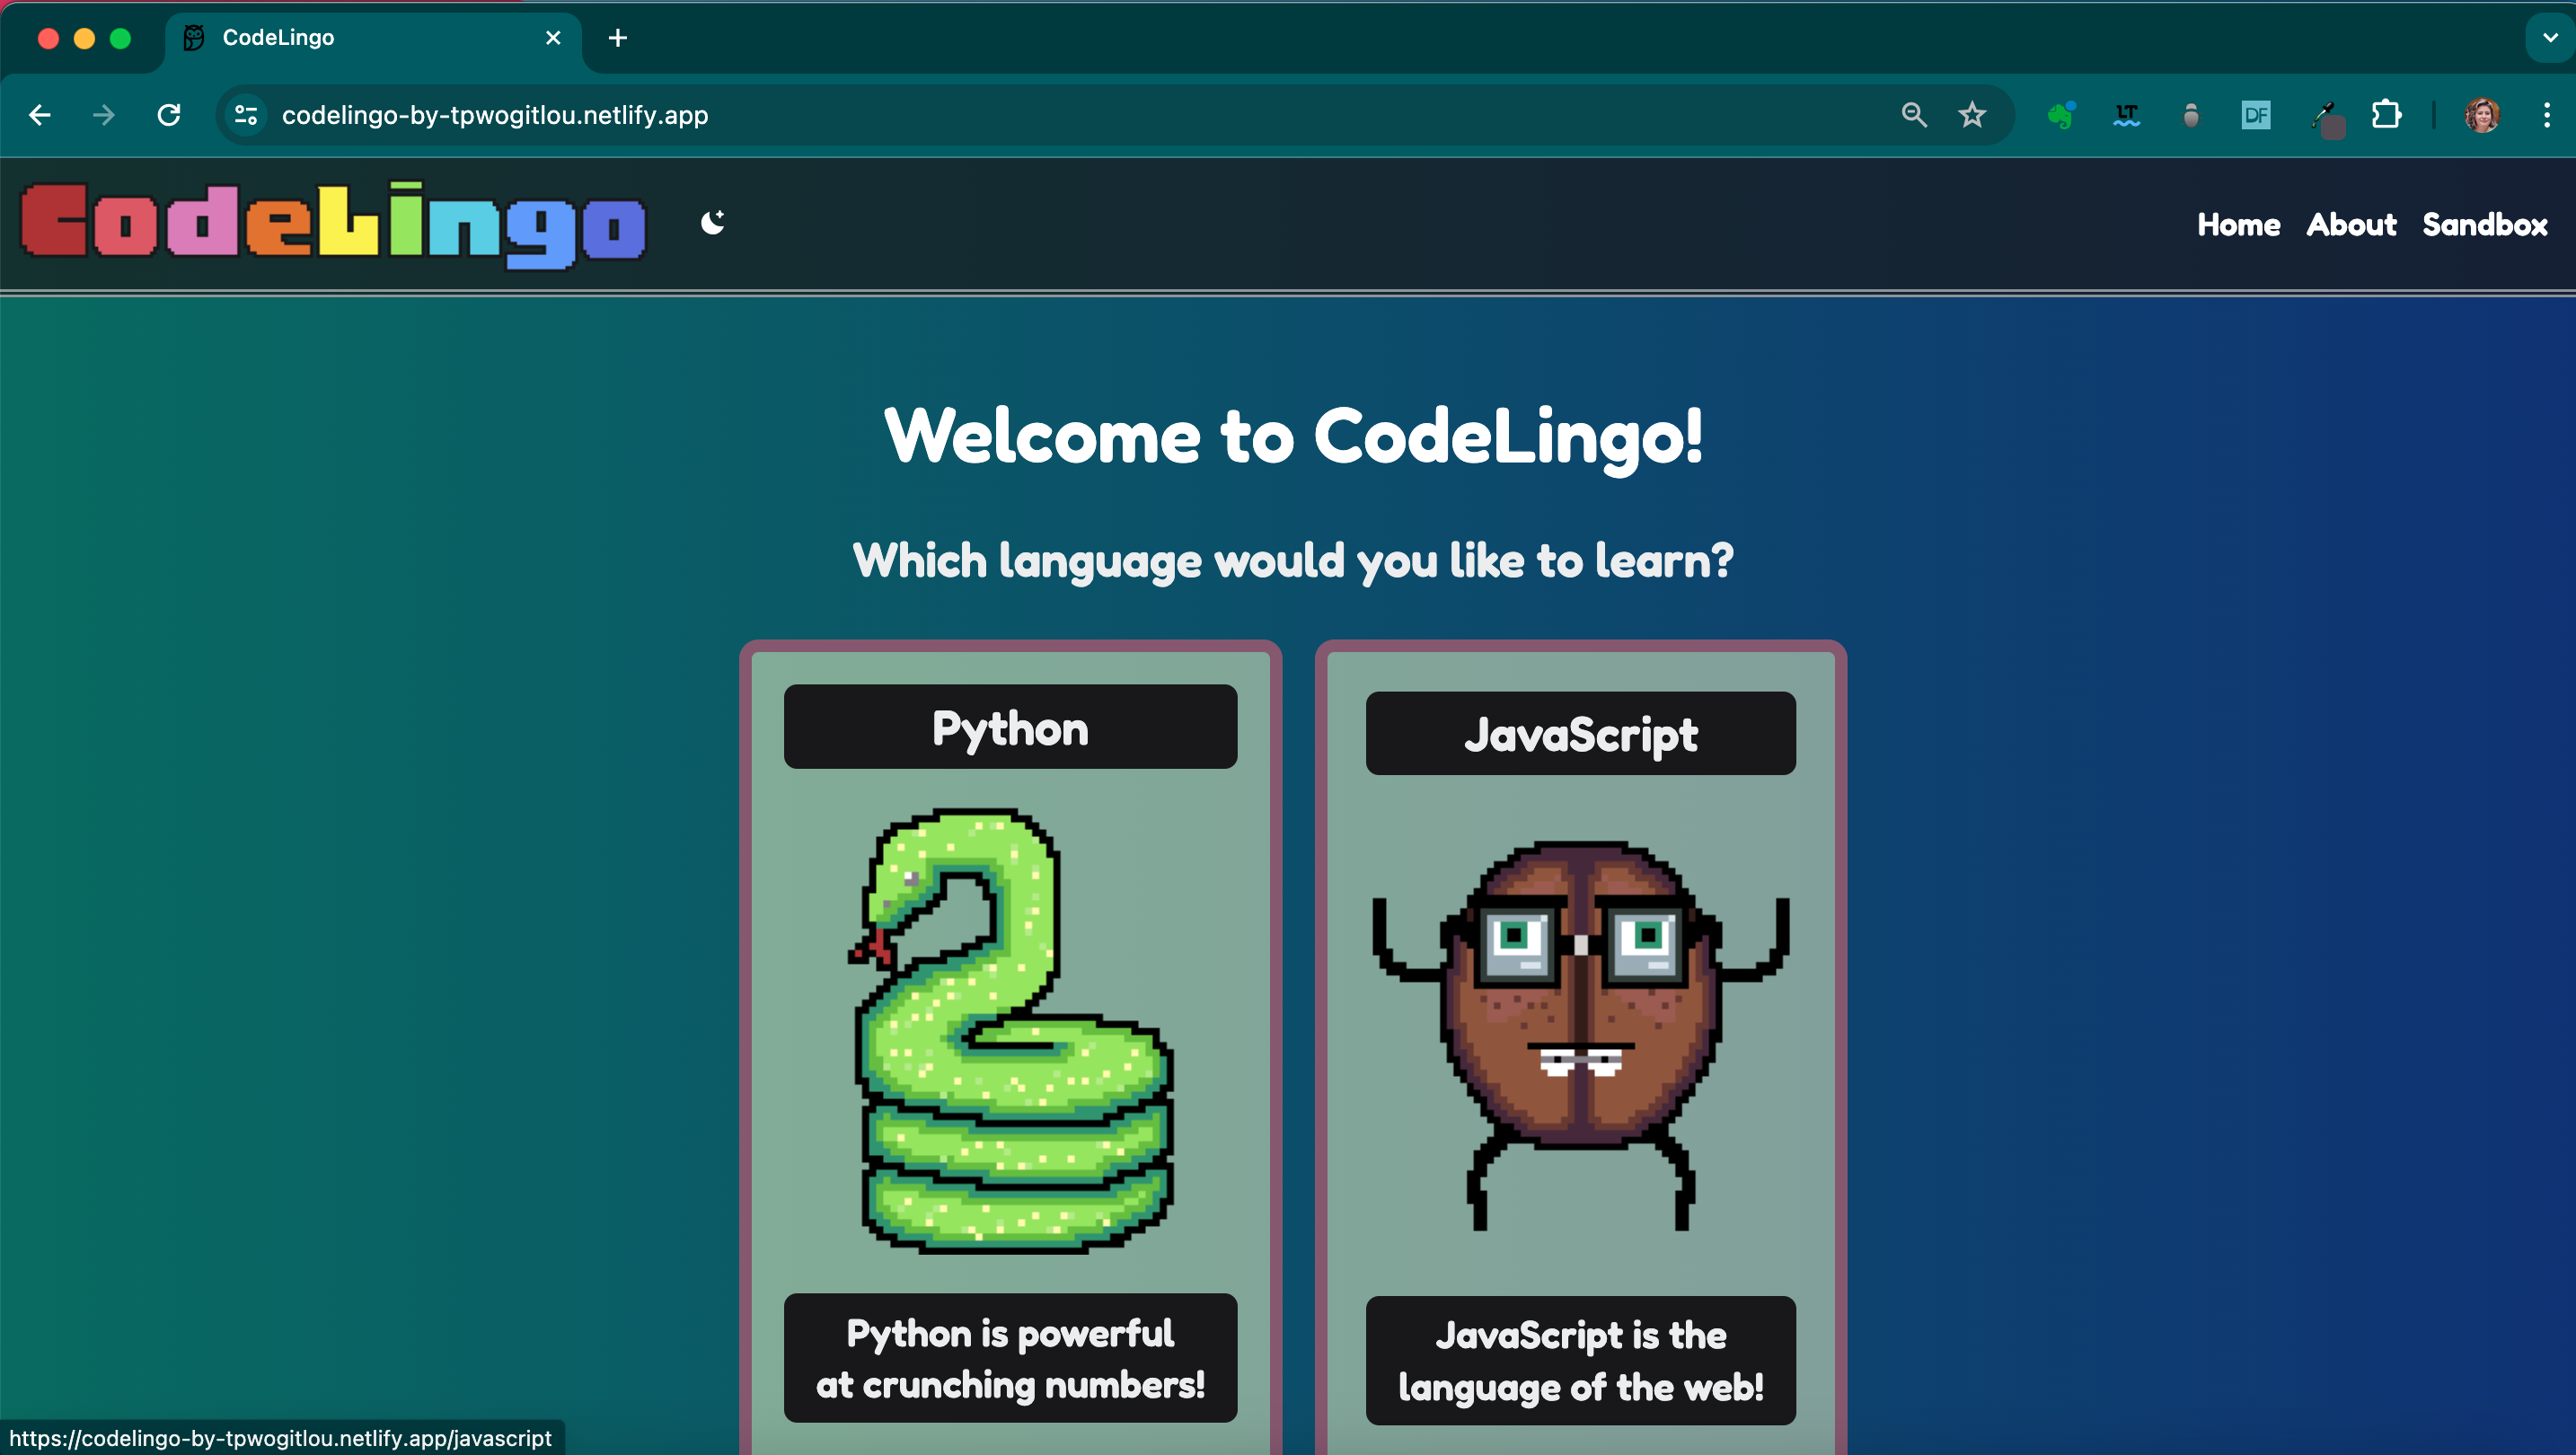 CodeLingo
codelingo-by-tpwogitlou.netlify.app
LT
DF
CodeLingo
Home About Sandbox
Welcome to CodeLingo!
Which language would you like to learn?
Python
JavaScript
Python is powerful
at crunching numbers!
JavaScript is the
language of the web!
https://codelingo-by-tpwogitlou.netlify.app/javascript